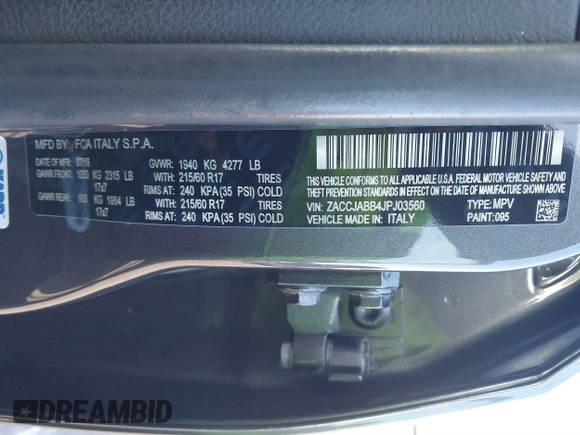 MFD BY FCA ITALY S.P.A.
DATE OF MFR 07/18 GVWR: 1940 KG 4277 LB
GAWR FRONT: 1050 KG 2315 LB WITH: 215/60 R17 TIRES
17x7 RIMS AT: 240 KPA(35 PSI) COLD
GAWR REAR: 900 KG 1984 LB WITH: 215/60 R17 TIRES
17x7 RIMS AT: 240 KPA(35 PSI) COLD
THIS VEHICLE CONFORMS TO ALL APPLICABLE
U.S.A. FEDERAL MOTOR VEHICLE SAFETY AND
THEFT PREVENTION STANDARDS IN EFFECT ON
THE DATE OF MANUFACTURE SHOWN ABOVE.
VIN: ZACCJABB4JPJ03560 TYPE: MPV
VEHICLE MADE IN: ITALY PAINT: 095
DREAMBID